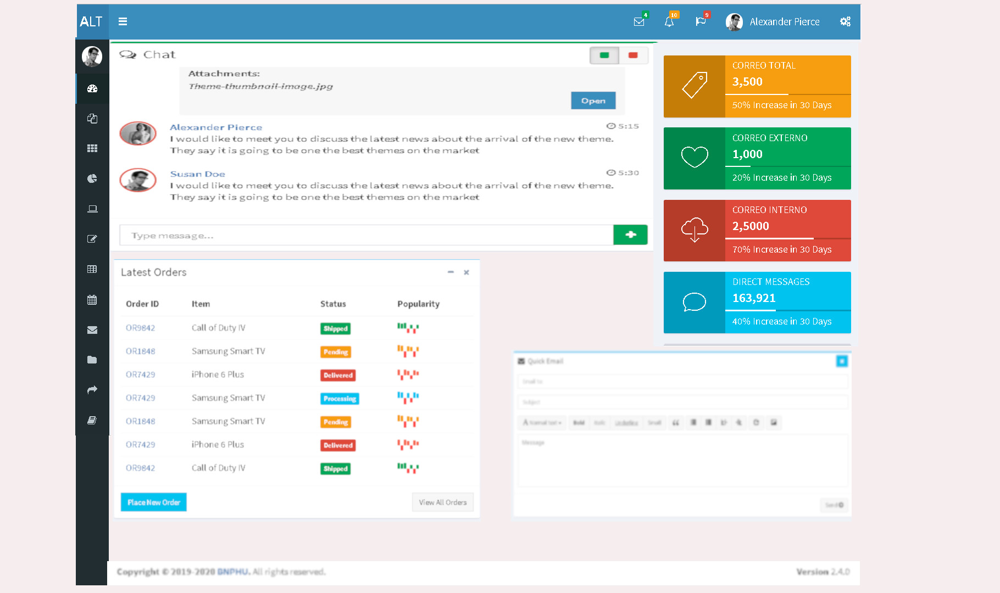 ALT
4
10
9
Alexander Pierce
Chat
Attachments:
Theme-thumbnail-image.jpg
Open
Alexander Pierce
5:15
I would like to meet you to discuss the latest news about the arrival of the new theme.
They say it is going to be one the best themes on the market
Susan Doe
5:30
I would like to meet you to discuss the latest news about the arrival of the new theme.
They say it is going to be one the best themes on the market
Type message...
CORREO TOTAL
3,500
50% Increase in 30 Days
CORREO EXTERNO
1,000
20% Increase in 30 Days
CORREO INTERNO
2,5000
70% Increase in 30 Days
DIRECT MESSAGES
163,921
40% Increase in 30 Days
Latest Orders
Order ID Item Status Popularity
OR9842 Call of Duty IV Shipped
OR1848 Samsung Smart TV Pending
OR7429 iPhone 6 Plus Delivered
OR7429 Samsung Smart TV Processing
OR1848 Samsung Smart TV Pending
OR7429 iPhone 6 Plus Delivered
OR9842 Call of Duty IV Shipped
Place New Order
View All Orders
Quick Email
Email to:
Subject
A Normal text Bold Italic Underline Small
Message
Send
Copyright © 2019-2020 BNPHU. All rights reserved.
Version 2.4.0